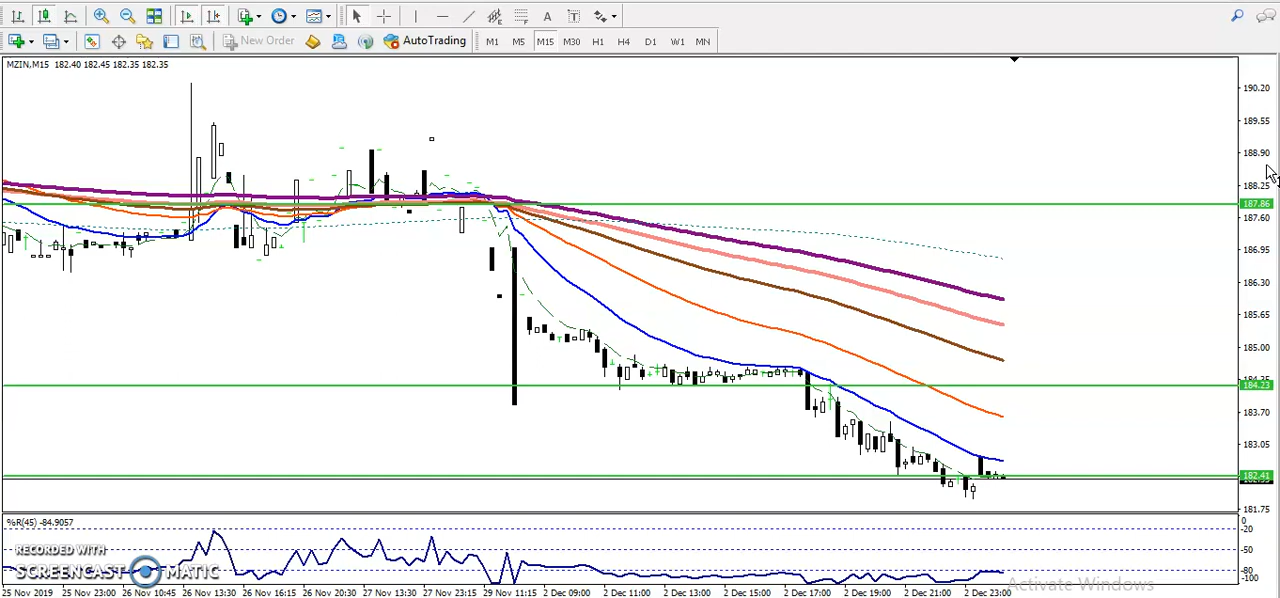 New Order
AutoTrading
M1 M5 M15 M30 H1 H4 D1 W1 MN
MZIN,M15 182.40 182.45 182.35 182.35
190.20
189.55
188.90
188.25
187.86
187.60
186.95
186.30
185.65
185.00
184.23
183.70
183.05
182.41
181.75
%R(45) -84.9057
0
-20
-50
-80
-100
RECORDED WITH
SCREENCAST MATIC
Activate Windows
25 Nov 2019 25 Nov 23:00 26 Nov 10:45 26 Nov 13:30 26 Nov 16:15 26 Nov 20:30 27 Nov 13:30 27 Nov 23:15 29 Nov 11:15 2 Dec 09:00 2 Dec 11:00 2 Dec 13:00 2 Dec 15:00 2 Dec 17:00 2 Dec 19:00 2 Dec 21:00 2 Dec 23:00